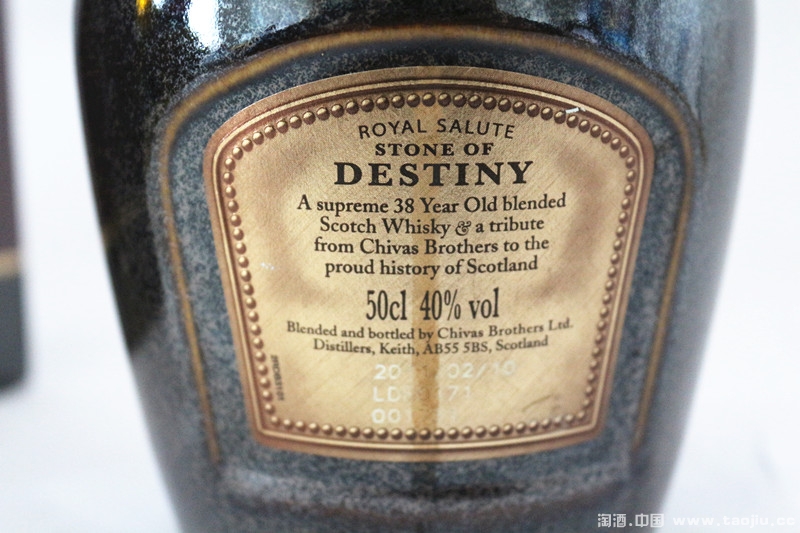 ROYAL SALUTE
STONE OF
DESTINY
A supreme 38 Year Old blended
Scotch Whisky & a tribute
from Chivas Brothers to the
proud history of Scotland
50cl 40% vol
Blended and bottled by Chivas Brothers Ltd.
Distillers, Keith, AB55 5BS, Scotland
淘酒.中国 www.taojiu.cc